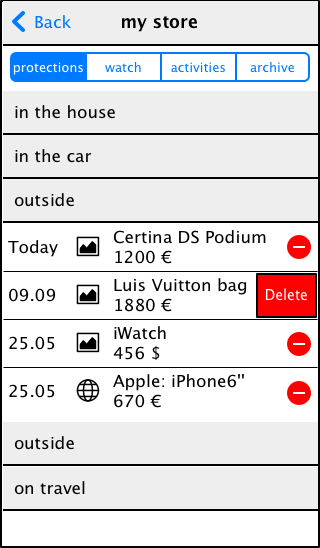 Back
my store
protections
watch
activities
archive
in the house
in the car
outside
Today
Certina DS Podium
1200 €
09.09
Luis Vuitton bag
1880 €
Delete
25.05
iWatch
456 $
25.05
Apple: iPhone6"
670 €
outside
on travel